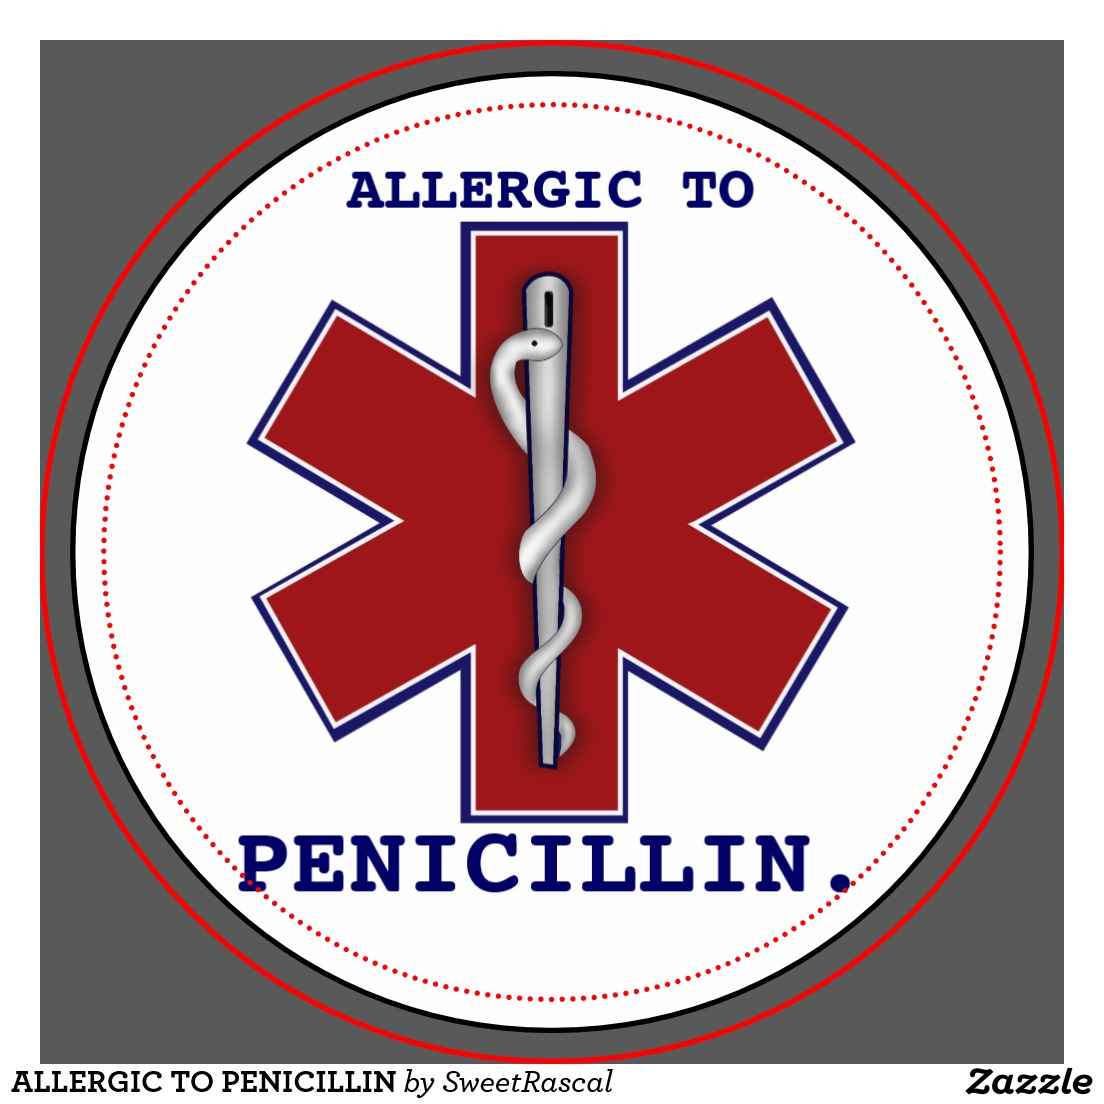 ALLERGIC TO
PENICILLIN.
ALLERGIC TO PENICILLIN by SweetRascal
Zazzle